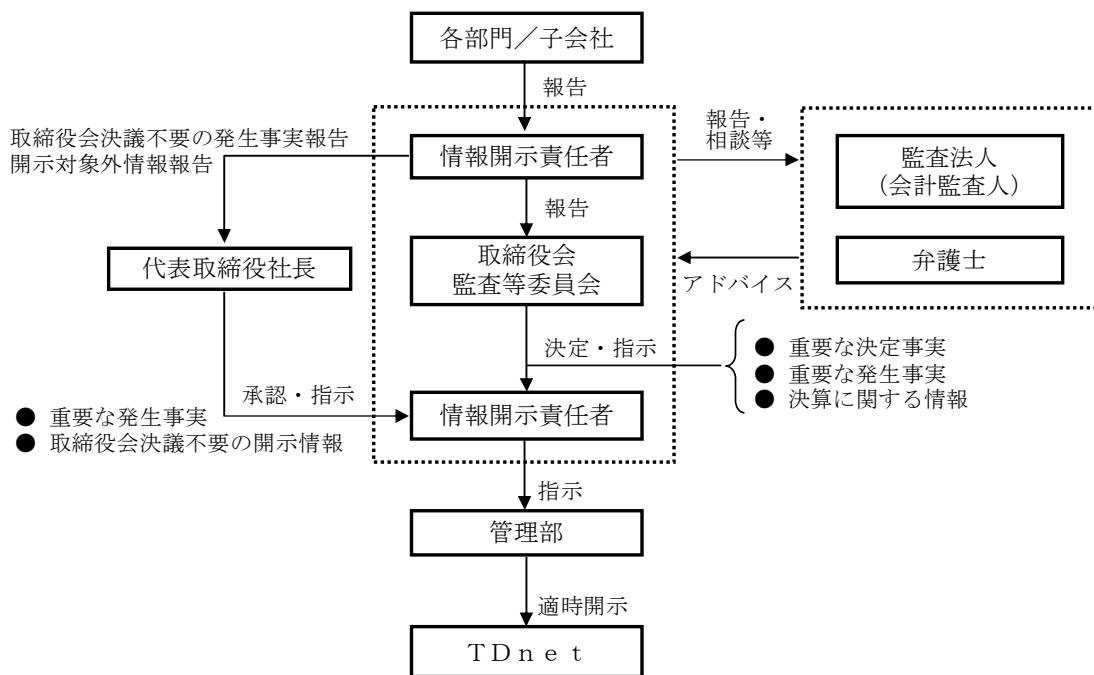 各部門／子会社
報告
取締役会決議不要の発生事実報告
開示対象外情報報告
情報開示責任者
報告・
相談等
監査法人
（会計監査人）
報告
代表取締役社長
取締役会
監査等委員会
弁護士
アドバイス
決定・指示
● 重要な決定事実
● 重要な発生事実
● 決算に関する情報
承認・指示
● 重要な発生事実
● 取締役会決議不要の開示情報
情報開示責任者
指示
管理部
適時開示
ＴＤｎｅｔ